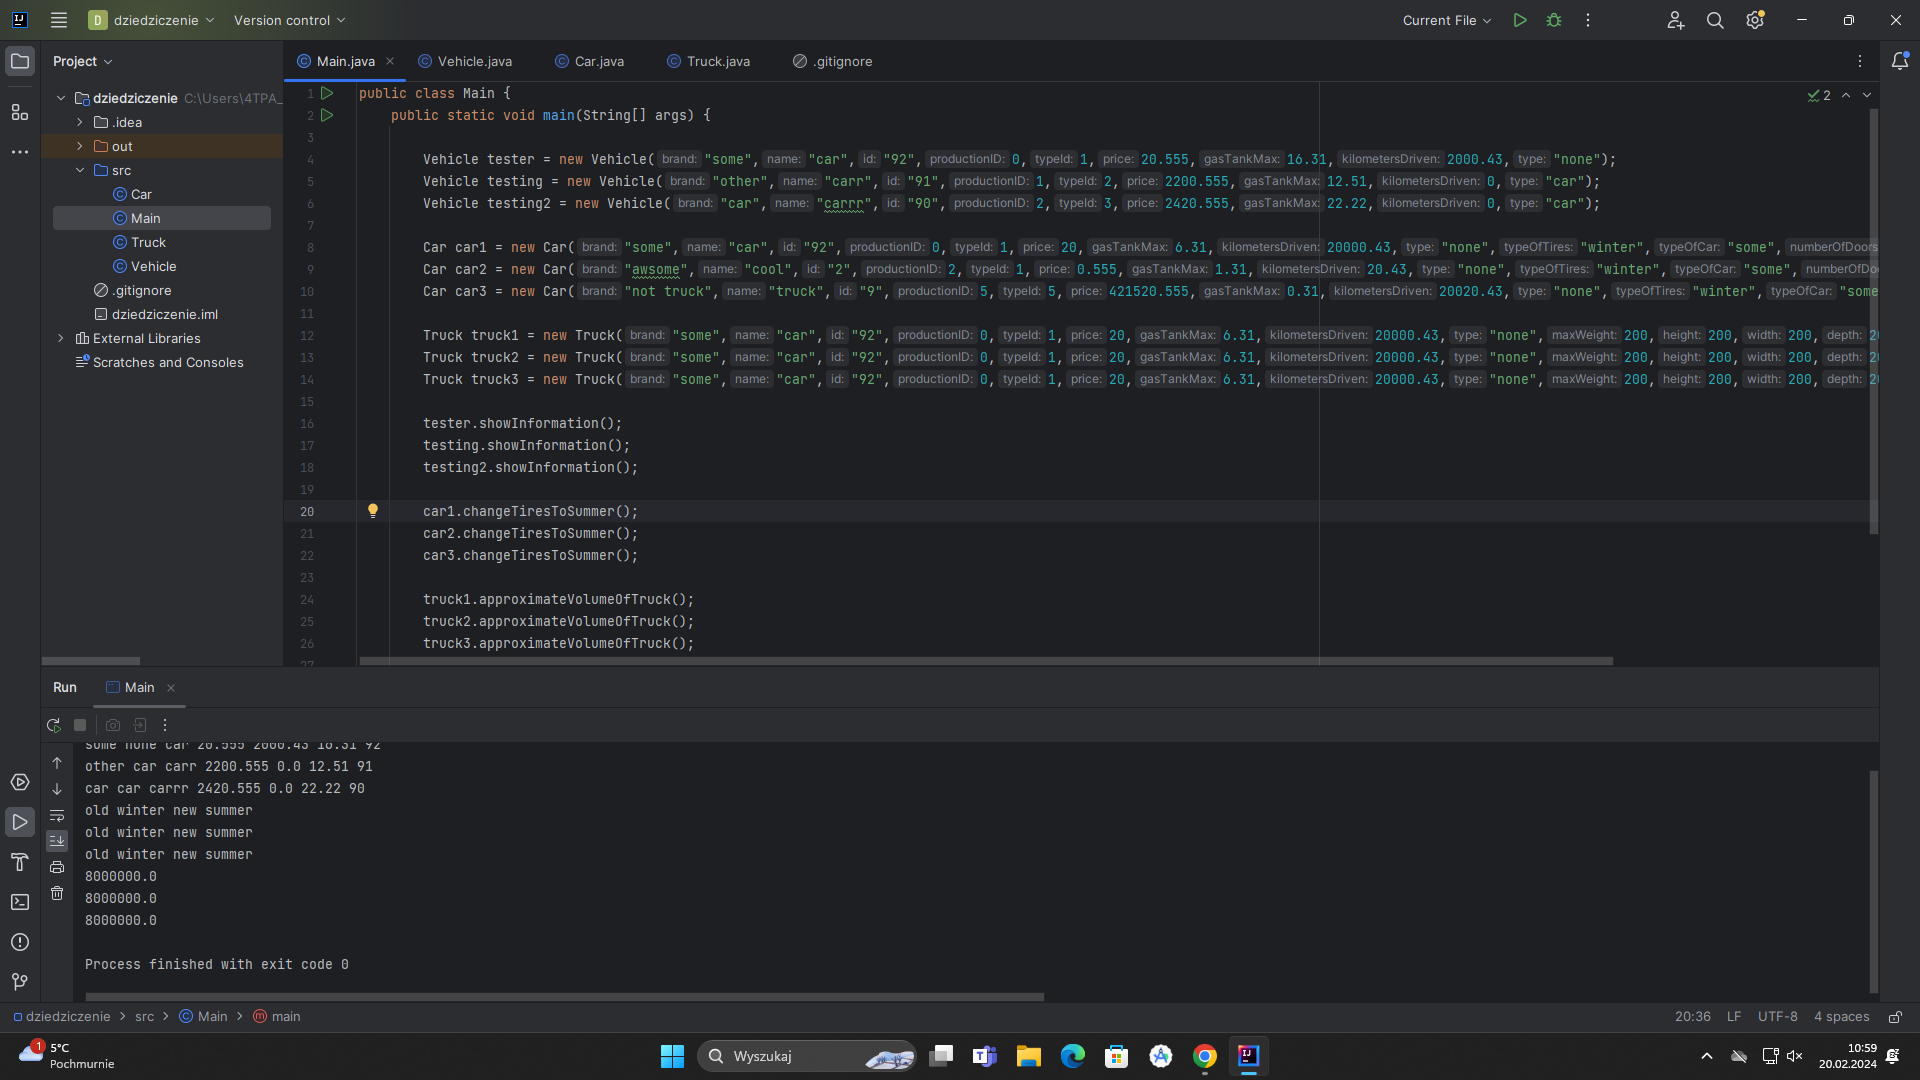 D dziedziczenie Version control Current File
Project Main.java Vehicle.java Car.java Truck.java .gitignore
dziedziczenie C:\Users\4TPA_
.idea
out
src
Car
Main
Truck
Vehicle
.gitignore
dziedziczenie.iml
External Libraries
Scratches and Consoles
2
1 public class Main {
2 public static void main(String[] args) {
3
4 Vehicle tester = new Vehicle( brand: "some", name: "car", id: "92", productionID: 0, typeId: 1, price: 20.555, gasTankMax: 16.31, kilometersDriven: 2000.43, type: "none");
5 Vehicle testing = new Vehicle( brand: "other", name: "carr", id: "91", productionID: 1, typeId: 2, price: 2200.555, gasTankMax: 12.51, kilometersDriven: 0, type: "car");
6 Vehicle testing2 = new Vehicle( brand: "car", name: "carrr", id: "90", productionID: 2, typeId: 3, price: 2420.555, gasTankMax: 22.22, kilometersDriven: 0, type: "car");
7
8 Car car1 = new Car( brand: "some", name: "car", id: "92", productionID: 0, typeId: 1, price: 20, gasTankMax: 6.31, kilometersDriven: 20000.43, type: "none", typeOfTires: "winter", typeOfCar: "some", numberOfDoors
9 Car car2 = new Car( brand: "awsome", name: "cool", id: "2", productionID: 2, typeId: 1, price: 0.555, gasTankMax: 1.31, kilometersDriven: 20.43, type: "none", typeOfTires: "winter", typeOfCar: "some", numberOfDo
10 Car car3 = new Car( brand: "not truck", name: "truck", id: "9", productionID: 5, typeId: 5, price: 421520.555, gasTankMax: 0.31, kilometersDriven: 20020.43, type: "none", typeOfTires: "winter", typeOfCar: "some
11
12 Truck truck1 = new Truck( brand: "some", name: "car", id: "92", productionID: 0, typeId: 1, price: 20, gasTankMax: 6.31, kilometersDriven: 20000.43, type: "none", maxWeight: 200, height: 200, width: 200, depth: 2
13 Truck truck2 = new Truck( brand: "some", name: "car", id: "92", productionID: 0, typeId: 1, price: 20, gasTankMax: 6.31, kilometersDriven: 20000.43, type: "none", maxWeight: 200, height: 200, width: 200, depth: 2
14 Truck truck3 = new Truck( brand: "some", name: "car", id: "92", productionID: 0, typeId: 1, price: 20, gasTankMax: 6.31, kilometersDriven: 20000.43, type: "none", maxWeight: 200, height: 200, width: 200, depth: 2
15
16 tester.showInformation();
17 testing.showInformation();
18 testing2.showInformation();
19
20 car1.changeTiresToSummer();
21 car2.changeTiresToSummer();
22 car3.changeTiresToSummer();
23
24 truck1.approximateVolumeOfTruck();
25 truck2.approximateVolumeOfTruck();
26 truck3.approximateVolumeOfTruck();
27
Run Main
some none car 20.555 2000.43 16.31 92
other car carr 2200.555 0.0 12.51 91
car car carrr 2420.555 0.0 22.22 90
old winter new summer
old winter new summer
old winter new summer
8000000.0
8000000.0
8000000.0
Process finished with exit code 0
dziedziczenie src Main main 20:36 LF UTF-8 4 spaces
1 5°C
Pochmurnie
Wyszukaj
10:59
20.02.2024